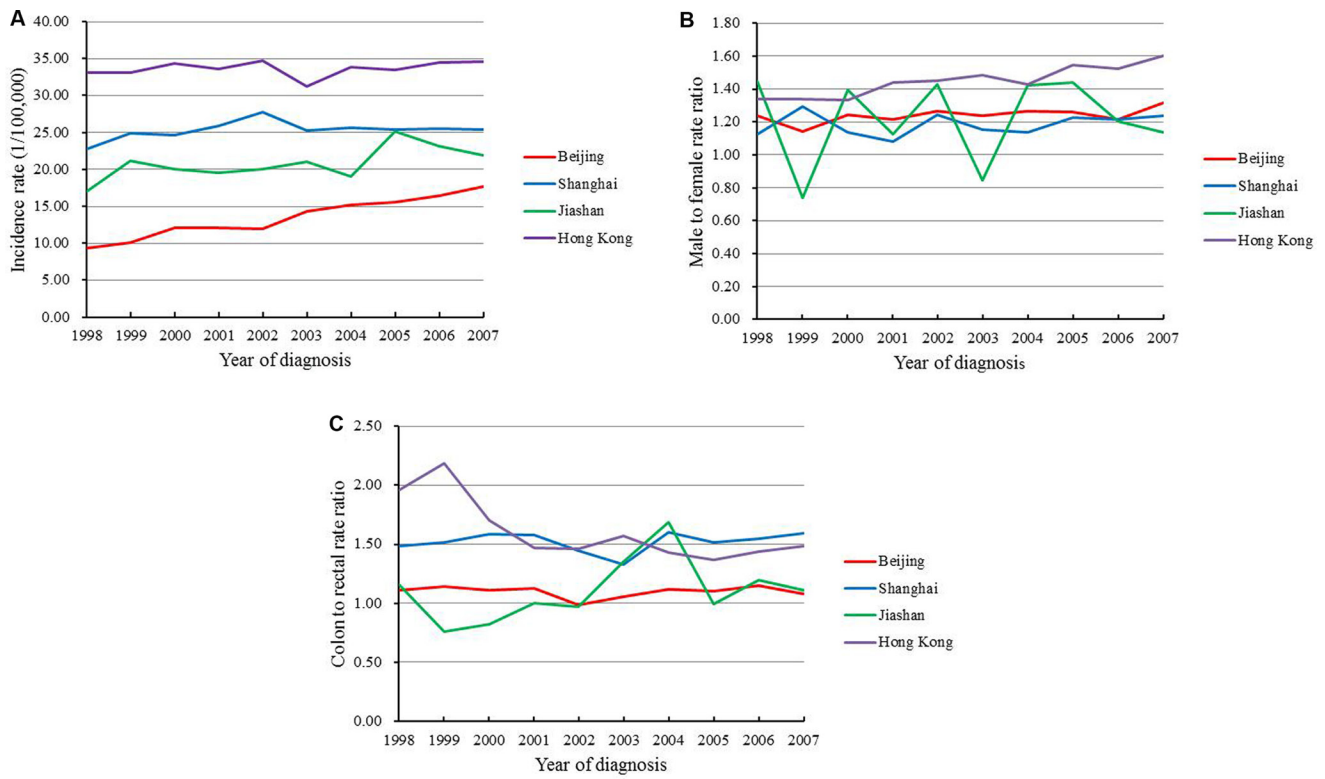 A
Incidence rate (1/100,000)
40.00
35.00
30.00
25.00
20.00
15.00
10.00
5.00
0.00
1998 1999 2000 2001 2002 2003 2004 2005 2006 2007
Year of diagnosis
Beijing
Shanghai
Jiashan
Hong Kong
B
Male to female rate ratio
1.80
1.60
1.40
1.20
1.00
0.80
0.60
0.40
0.20
0.00
1998 1999 2000 2001 2002 2003 2004 2005 2006 2007
Year of diagnosis
Beijing
Shanghai
Jiashan
Hong Kong
C
Colon to rectal rate ratio
2.50
2.00
1.50
1.00
0.50
0.00
1998 1999 2000 2001 2002 2003 2004 2005 2006 2007
Year of diagnosis
Beijing
Shanghai
Jiashan
Hong Kong